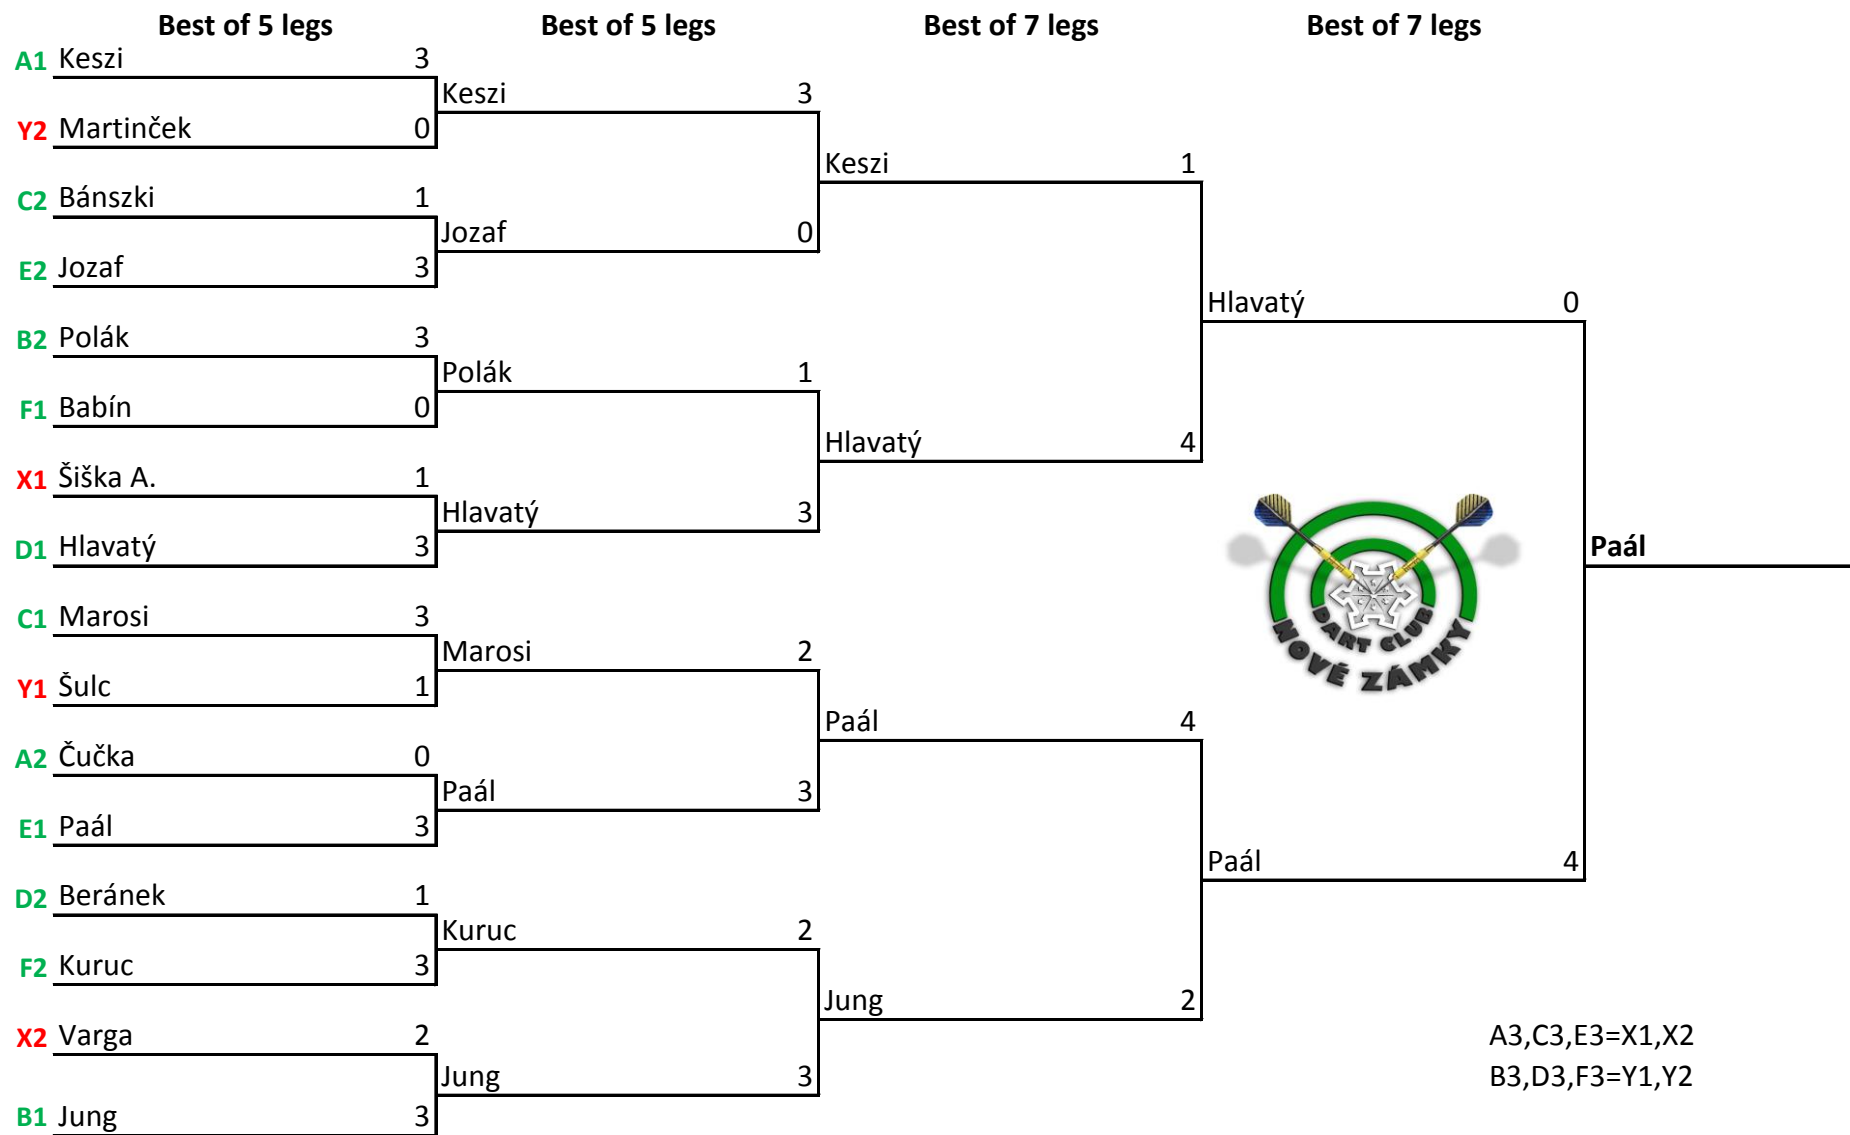 Best of 5 legs Best of 5 legs Best of 7 legs Best of 7 legs
A1 Keszi 3
Keszi 3
Y2 Martinček 0
Keszi 1
C2 Bánszki 1
Jozaf 0
E2 Jozaf 3
Hlavatý 0
B2 Polák 3
Polák 1
F1 Babín 0
Hlavatý 4
X1 Šiška A. 1
Hlavatý 3
D1 Hlavatý 3
Paál
C1 Marosi 3
DART CLUB
NOVÉ ZÁMKY
Marosi 2
Y1 Šulc 1
Paál 4
A2 Čučka 0
Paál 3
E1 Paál 3
Paál 4
D2 Beránek 1
Kuruc 2
F2 Kuruc 3
Jung 2
X2 Varga 2
A3,C3,E3=X1,X2
Jung 3
B3,D3,F3=Y1,Y2
B1 Jung 3